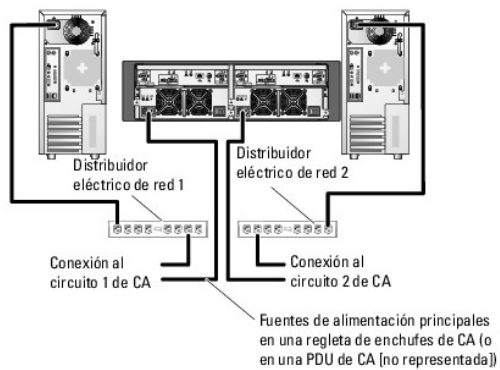 Distribuidor
eléctrico de red 1
Distribuidor
eléctrico de red 2
Conexión al
circuito 1 de CA
Conexión al
circuito 2 de CA
Fuentes de alimentación principales
en una regleta de enchufes de CA (o
en una PDU de CA [no representada])